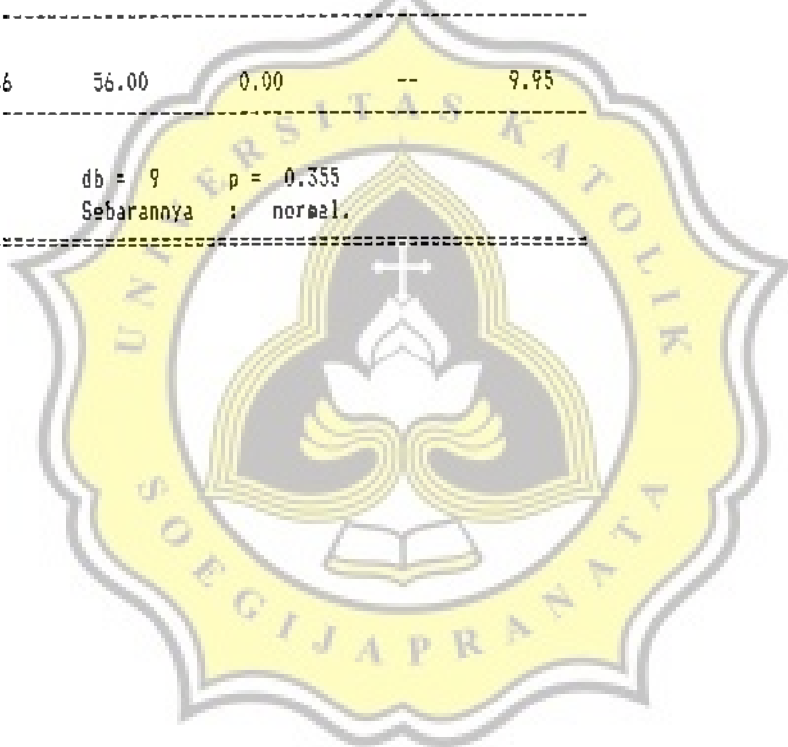 6 56.00 0.00 -- 9.95
db = 9 p = 0.355
Sebarannya : normal.
UNIVERSITAS KATOLIK
SOEGIJAPRANATA